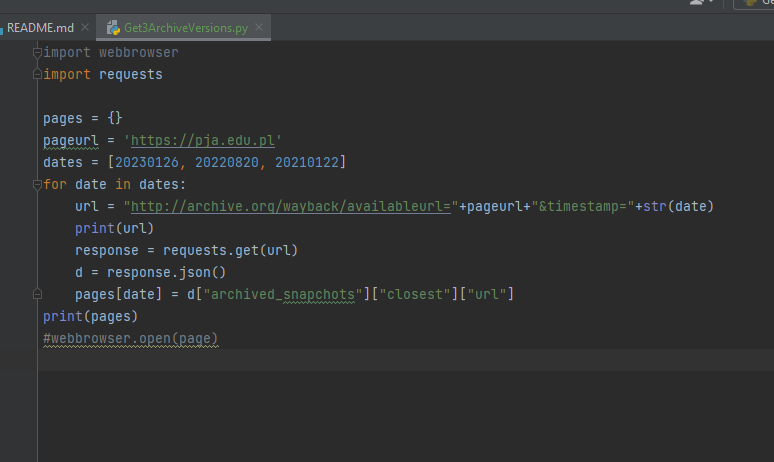 README.md Get3ArchiveVersions.py
import webbrowser
import requests
pages = {}
pageurl = 'https://pja.edu.pl'
dates = [20230126, 20220820, 20210122]
for date in dates:
url = "http://archive.org/wayback/availableurl="+pageurl+"&timestamp="+str(date)
print(url)
response = requests.get(url)
d = response.json()
pages[date] = d["archived_snapchots"]["closest"]["url"]
print(pages)
#webbrowser.open(page)